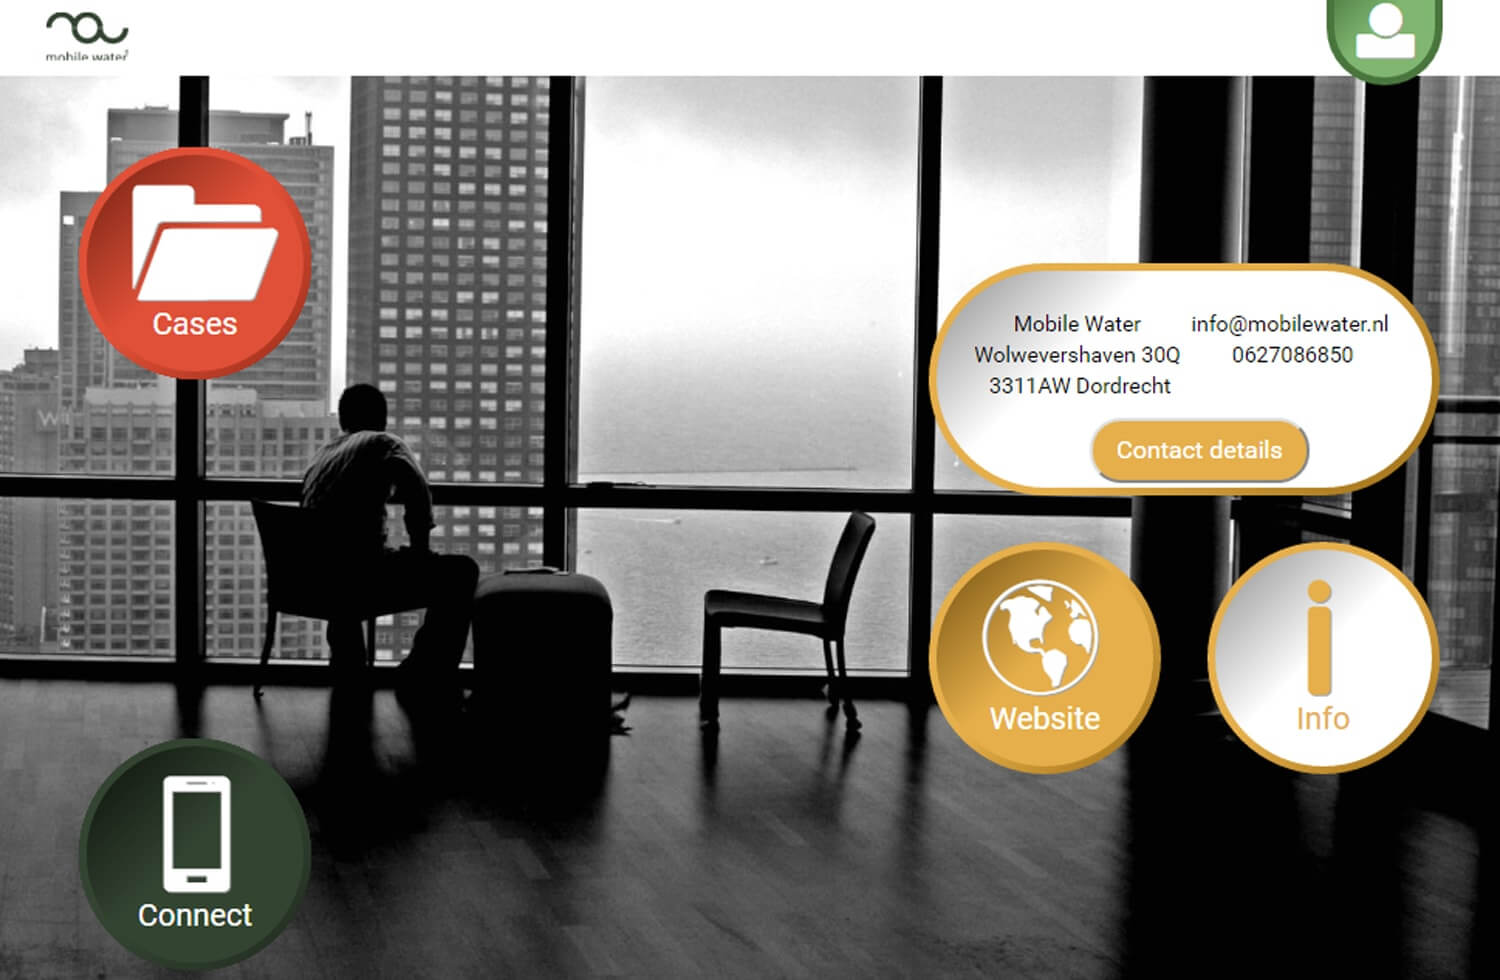 mobile water
Cases
Mobile Water
Wolwevershaven 30Q
3311AW Dordrecht
info@mobilewater.nl
0627086850
Contact details
Website
Info
Connect